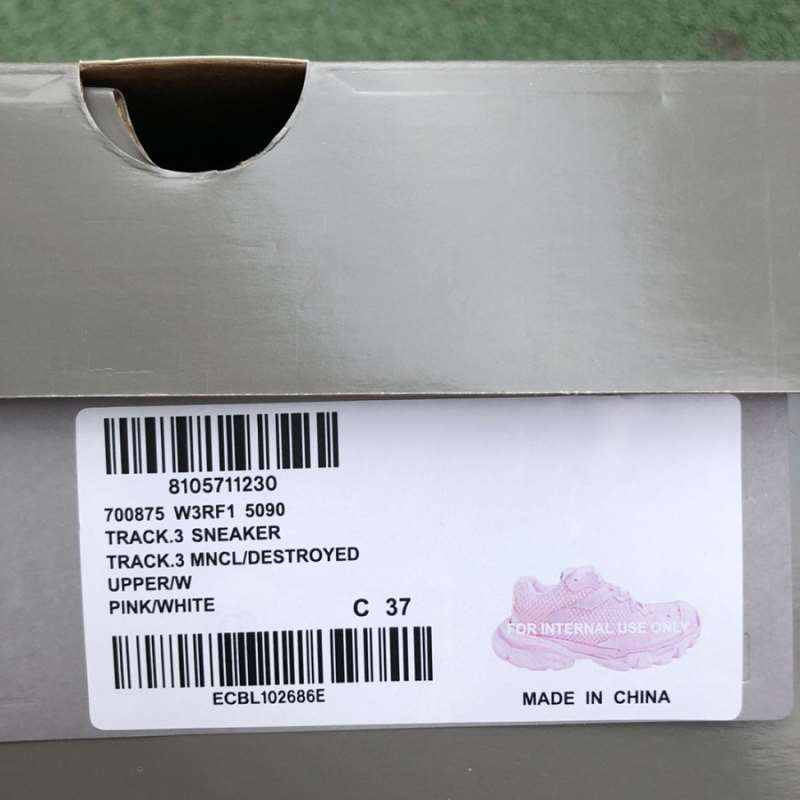 8105711230
700875 W3RF1 5090
TRACK.3 SNEAKER
TRACK.3 MNCL/DESTROYED
UPPER/W
PINK/WHITE C 37
FOR INTERNAL USE ONLY
ECBL102686E
MADE IN CHINA